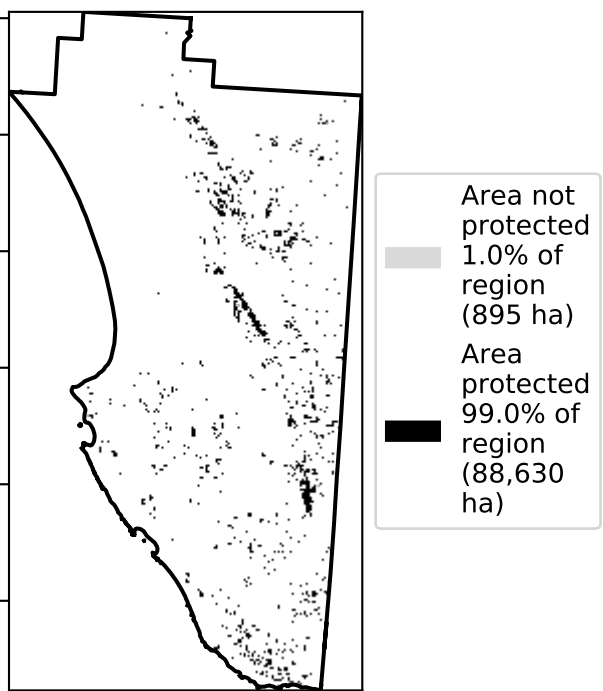 Area not
protected
1.0% of
region
(895 ha)
Area
protected
99.0% of
region
(88,630
ha)